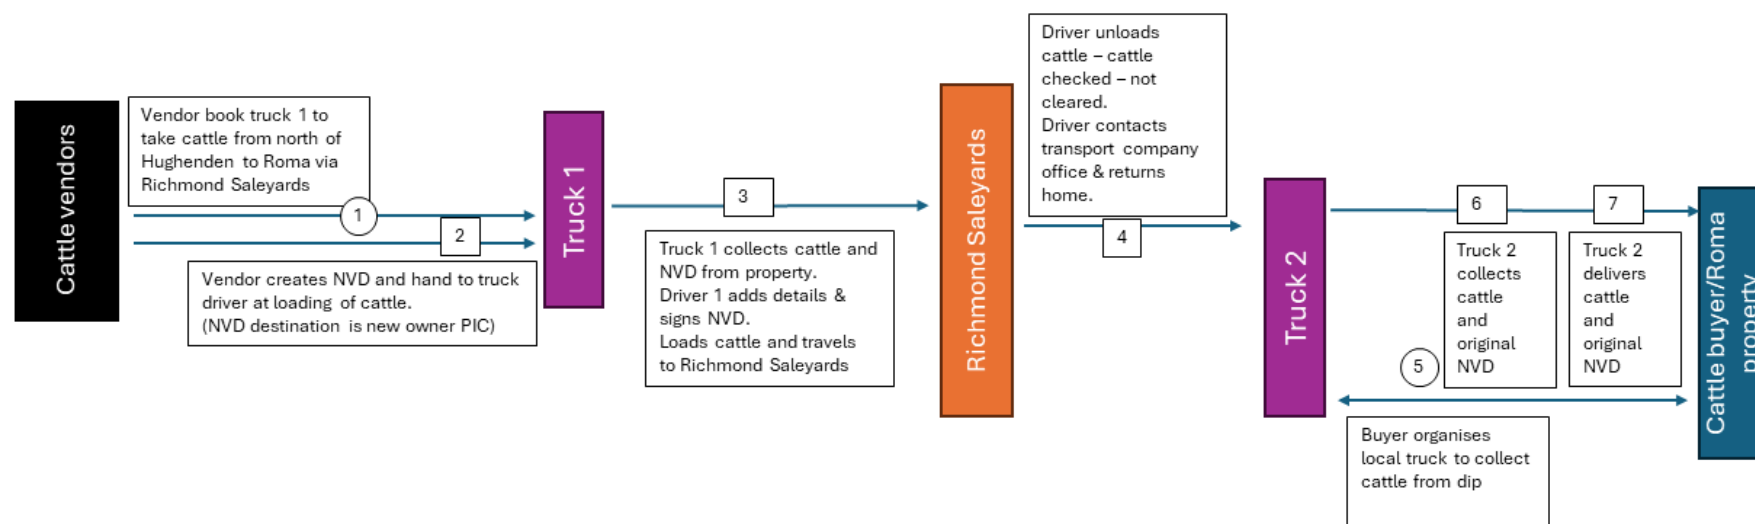 Cattle vendors
Vendor book truck 1 to
take cattle from north of
Hughenden to Roma via
Richmond Saleyards
1
2
Vendor creates NVD and hand to truck
driver at loading of cattle.
(NVD destination is new owner PIC)
Truck 1
3
Truck 1 collects cattle and
NVD from property.
Driver 1 adds details &
signs NVD.
Loads cattle and travels
to Richmond Saleyards
Richmond Saleyards
Driver unloads
cattle – cattle
checked – not
cleared.
Driver contacts
transport company
office & returns
home.
4
Truck 2
6
Truck 2
collects
cattle
and
original
NVD
7
Truck 2
delivers
cattle
and
original
NVD
5
Buyer organises
local truck to collect
cattle from dip
Cattle buyer/Roma
property